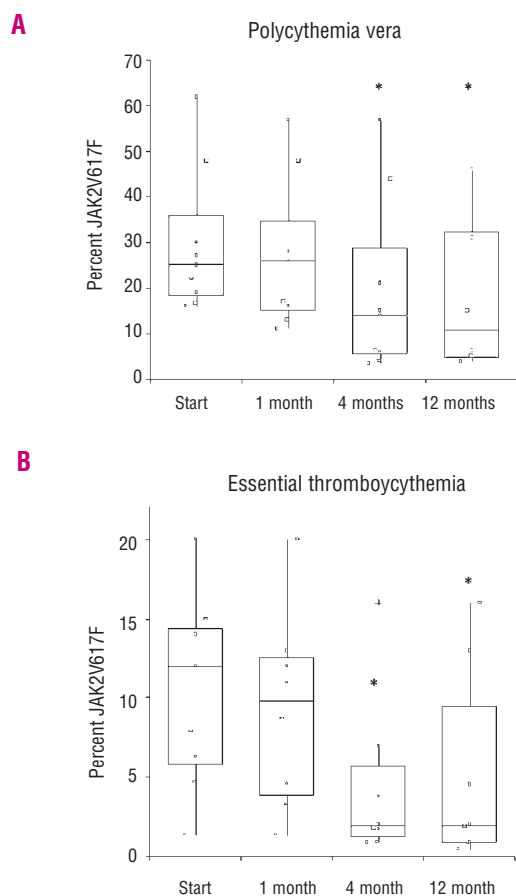 A
Polycythemia vera
Percent JAK2V617F
70
60
50
40
30
20
10
0
*
*
Start 1 month 4 months 12 months
B
Essential thromboycythemia
Percent JAK2V617F
20
15
10
5
0
*
*
Start 1 month 4 month 12 month